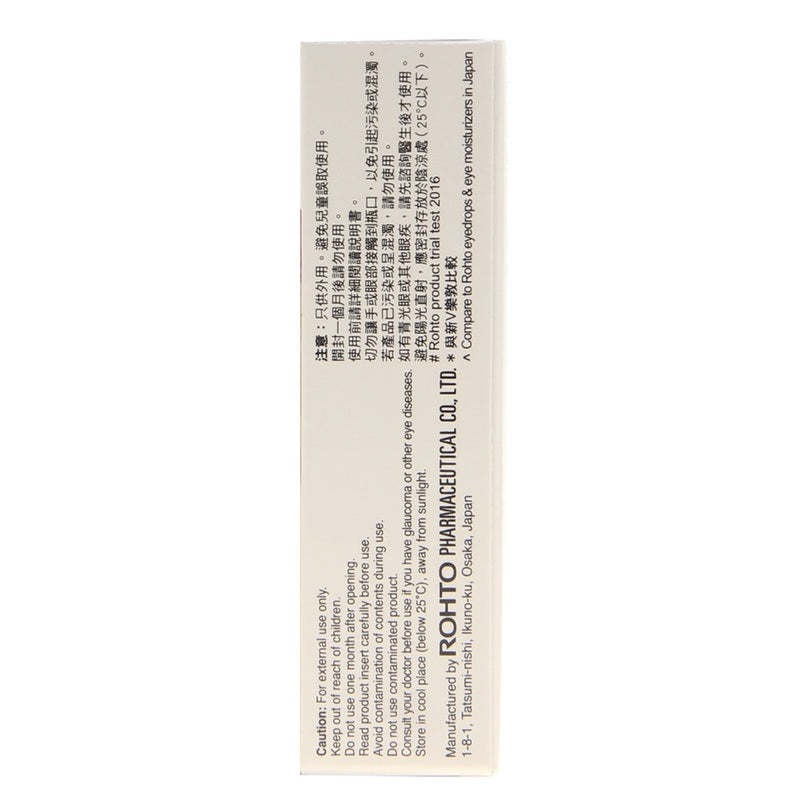 Caution: For external use only.
Keep out of reach of children.
Do not use one month after opening.
Read product insert carefully before use.
Avoid contamination of contents during use.
Do not use contaminated product.
Consult your doctor before use if you have glaucoma or other eye diseases.
Store in cool place (below 25°C), away from sunlight.
Manufactured by ROHTO PHARMACEUTICAL CO., LTD.
1-8-1, Tatsumi-nishi, Ikuno-ku, Osaka, Japan
注意：只供外用。避免兒童誤取使用。
開封一個月後請勿使用。
使用前請詳細閱讀說明書。
切勿讓手或眼部接觸到瓶口，以免引起污染或混濁。
若產品已污染或呈混濁，請勿使用。
如有青光眼或其他眼疾，請先諮詢醫生後才使用。
避免陽光直射，應密封存放於陰涼處（25°C以下）。
# Rohto product trial test 2016
* 與新V樂敦比較
^ Compare to Rohto eyedrops & eye moisturizers in Japan